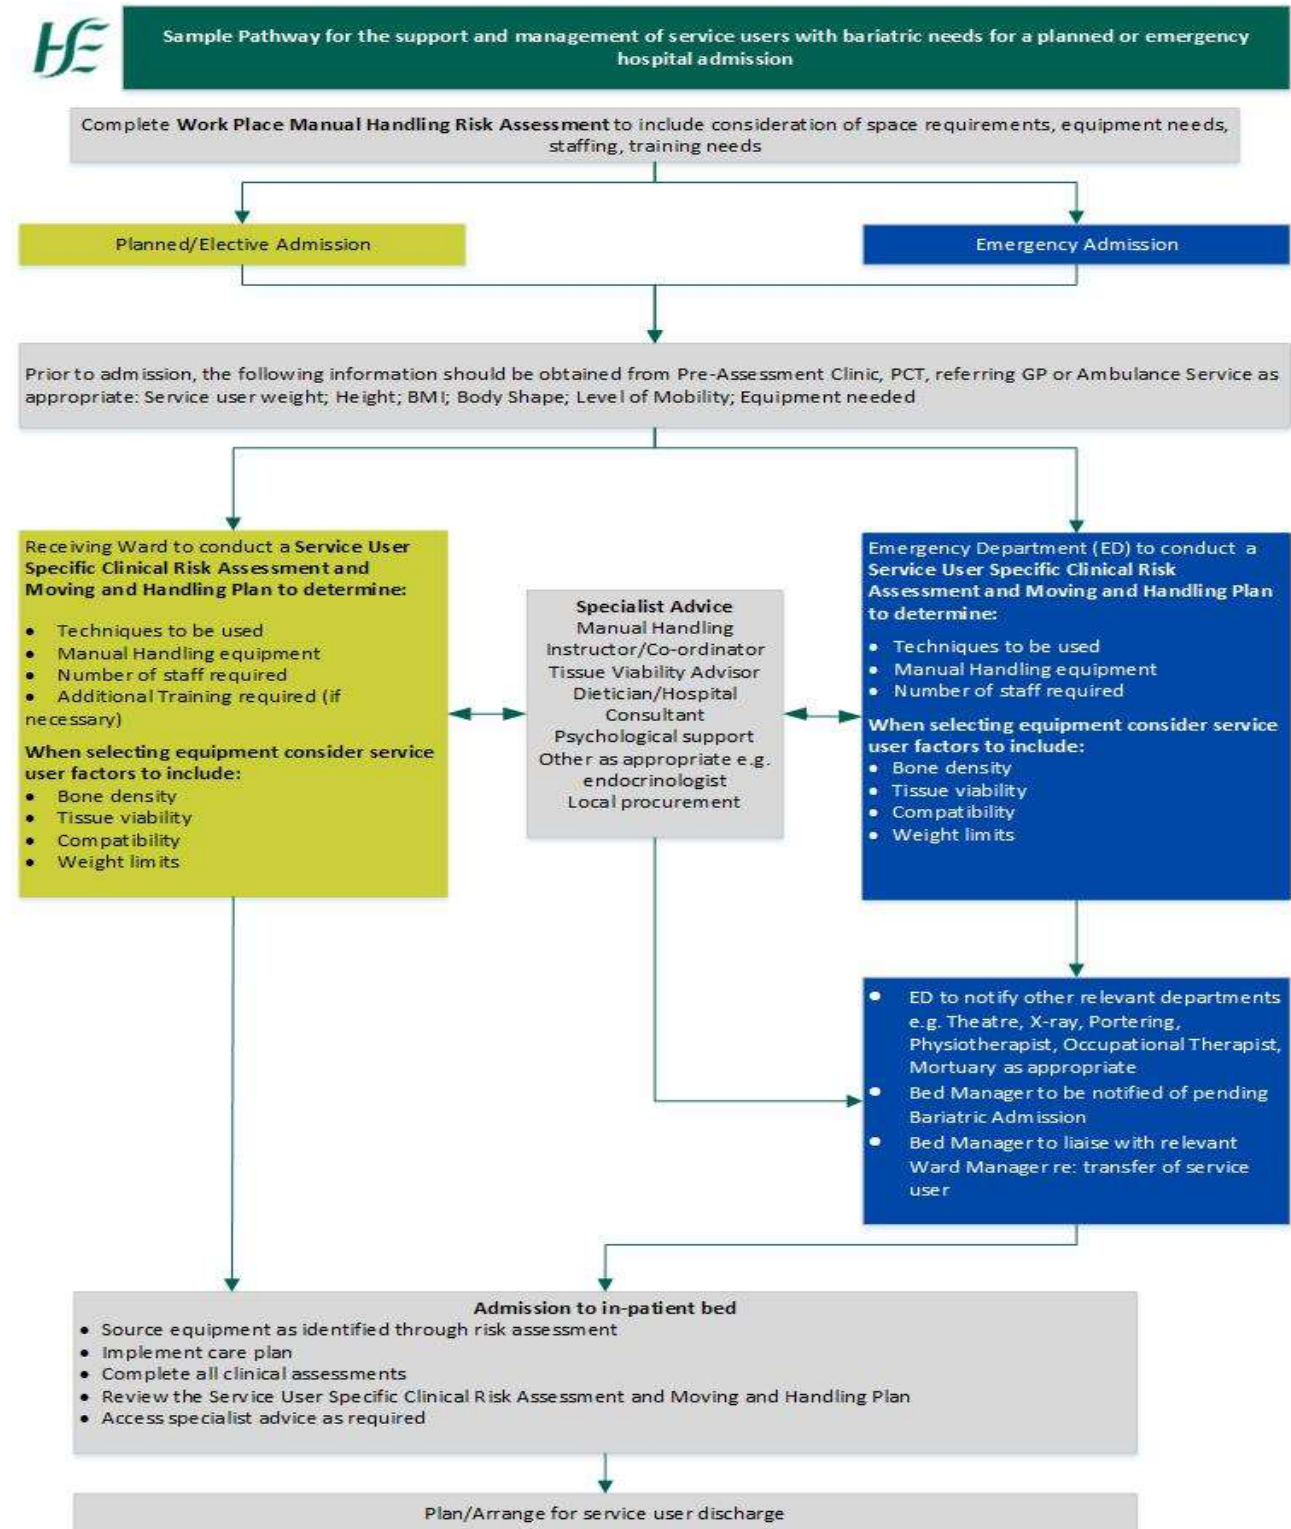 HSE
Sample Pathway for the support and management of service users with bariatric needs for a planned or emergency
hospital admission
Complete Work Place Manual Handling Risk Assessment to include consideration of space requirements, equipment needs,
staffing, training needs
Planned/Elective Admission
Emergency Admission
Prior to admission, the following information should be obtained from Pre-Assessment Clinic, PCT, referring GP or Ambulance Service as
appropriate: Service user weight; Height; BMI; Body Shape; Level of Mobility; Equipment needed
Receiving Ward to conduct a Service User
Specific Clinical Risk Assessment and
Moving and Handling Plan to determine:
• Techniques to be used
• Manual Handling equipment
• Number of staff required
• Additional Training required (if
necessary)
When selecting equipment consider service
user factors to include:
• Bone density
• Tissue viability
• Compatibility
• Weight limits
Specialist Advice
Manual Handling
Instructor/Co-ordinator
Tissue Viability Advisor
Dietician/Hospital
Consultant
Psychological support
Other as appropriate e.g.
endocrinologist
Local procurement
Emergency Department (ED) to conduct a
Service User Specific Clinical Risk
Assessment and Moving and Handling Plan
to determine:
• Techniques to be used
• Manual Handling equipment
• Number of staff required
When selecting equipment consider service
user factors to include:
• Bone density
• Tissue viability
• Compatibility
• Weight limits
• ED to notify other relevant departments
e.g. Theatre, X-ray, Portering,
Physiotherapist, Occupational Therapist,
Mortuary as appropriate
• Bed Manager to be notified of pending
Bariatric Admission
• Bed Manager to liaise with relevant
Ward Manager re: transfer of service
user
Admission to in-patient bed
• Source equipment as identified through risk assessment
• Implement care plan
• Complete all clinical assessments
• Review the Service User Specific Clinical Risk Assessment and Moving and Handling Plan
• Access specialist advice as required
Plan/Arrange for service user discharge